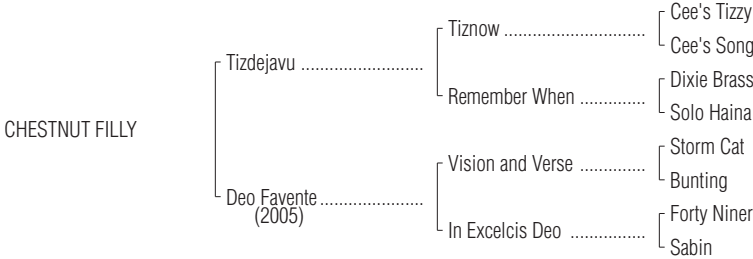 Cee's Tizzy
Tiznow ..............................
Cee's Song
Tizdejavu ..........................
Dixie Brass
Remember When ..............
Solo Haina
CHESTNUT FILLY
Storm Cat
Vision and Verse ..............
Bunting
Deo Favente ......................
(2005)
Forty Niner
In Excelcis Deo ................
Sabin